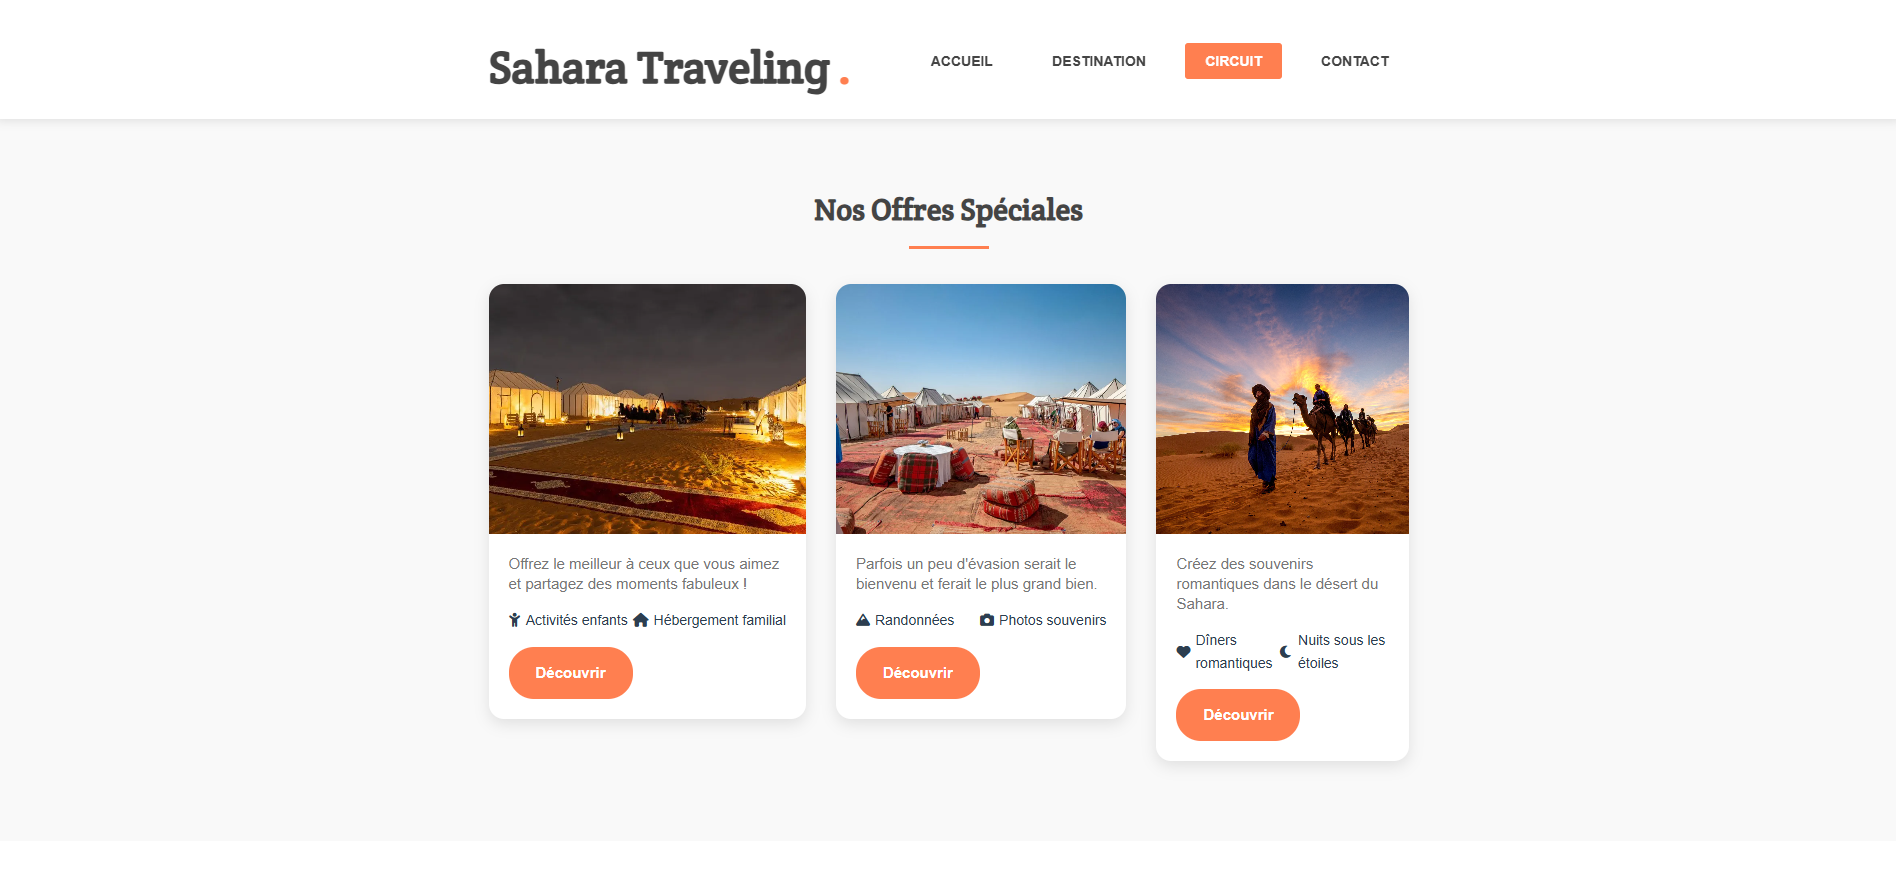 Sahara Traveling .
ACCUEIL
DESTINATION
CIRCUIT
CONTACT
Nos Offres Spéciales
Offrez le meilleur à ceux que vous aimez
et partagez des moments fabuleux !
Activités enfants
Hébergement familial
Découvrir
Parfois un peu d'évasion serait le
bienvenu et ferait le plus grand bien.
Randonnées
Photos souvenirs
Découvrir
Créez des souvenirs
romantiques dans le désert du
Sahara.
Dîners
romantiques
Nuits sous les
étoiles
Découvrir